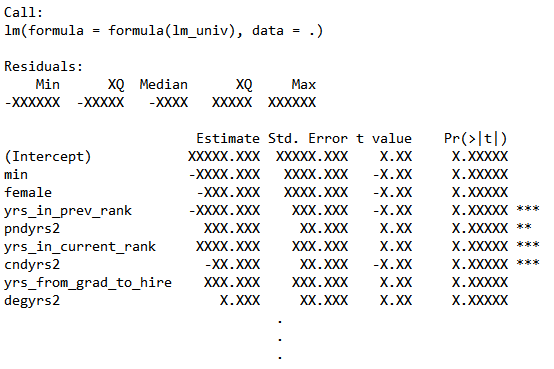 Call:
lm(formula = formula(lm_univ), data = .)
Residuals:
Min XQ Median XQ Max
-XXXXXX -XXXXX -XXXX XXXXX XXXXXX
Estimate Std. Error t value Pr(>|t|)
(Intercept) XXXXX.XXX XXXXX.XXX X.XX X.XXXXX
min -XXXX.XXX XXXX.XXX -X.XX X.XXXXX
female -XXX.XXX XXXX.XXX -X.XX X.XXXXX
yrs_in_prev_rank -XXXX.XXX XXX.XXX -X.XX X.XXXXX ***
pndyrs2 XXX.XXX XX.XXX X.XX X.XXXXX **
yrs_in_current_rank XXXX.XXX XXX.XXX X.XX X.XXXXX ***
cndyrs2 -XX.XXX XX.XXX -X.XX X.XXXXX ***
yrs_from_grad_to_hire XXX.XXX XXX.XXX X.XX X.XXXXX
degyrs2 X.XXX XX.XXX X.XX X.XXXXX
.
.
.